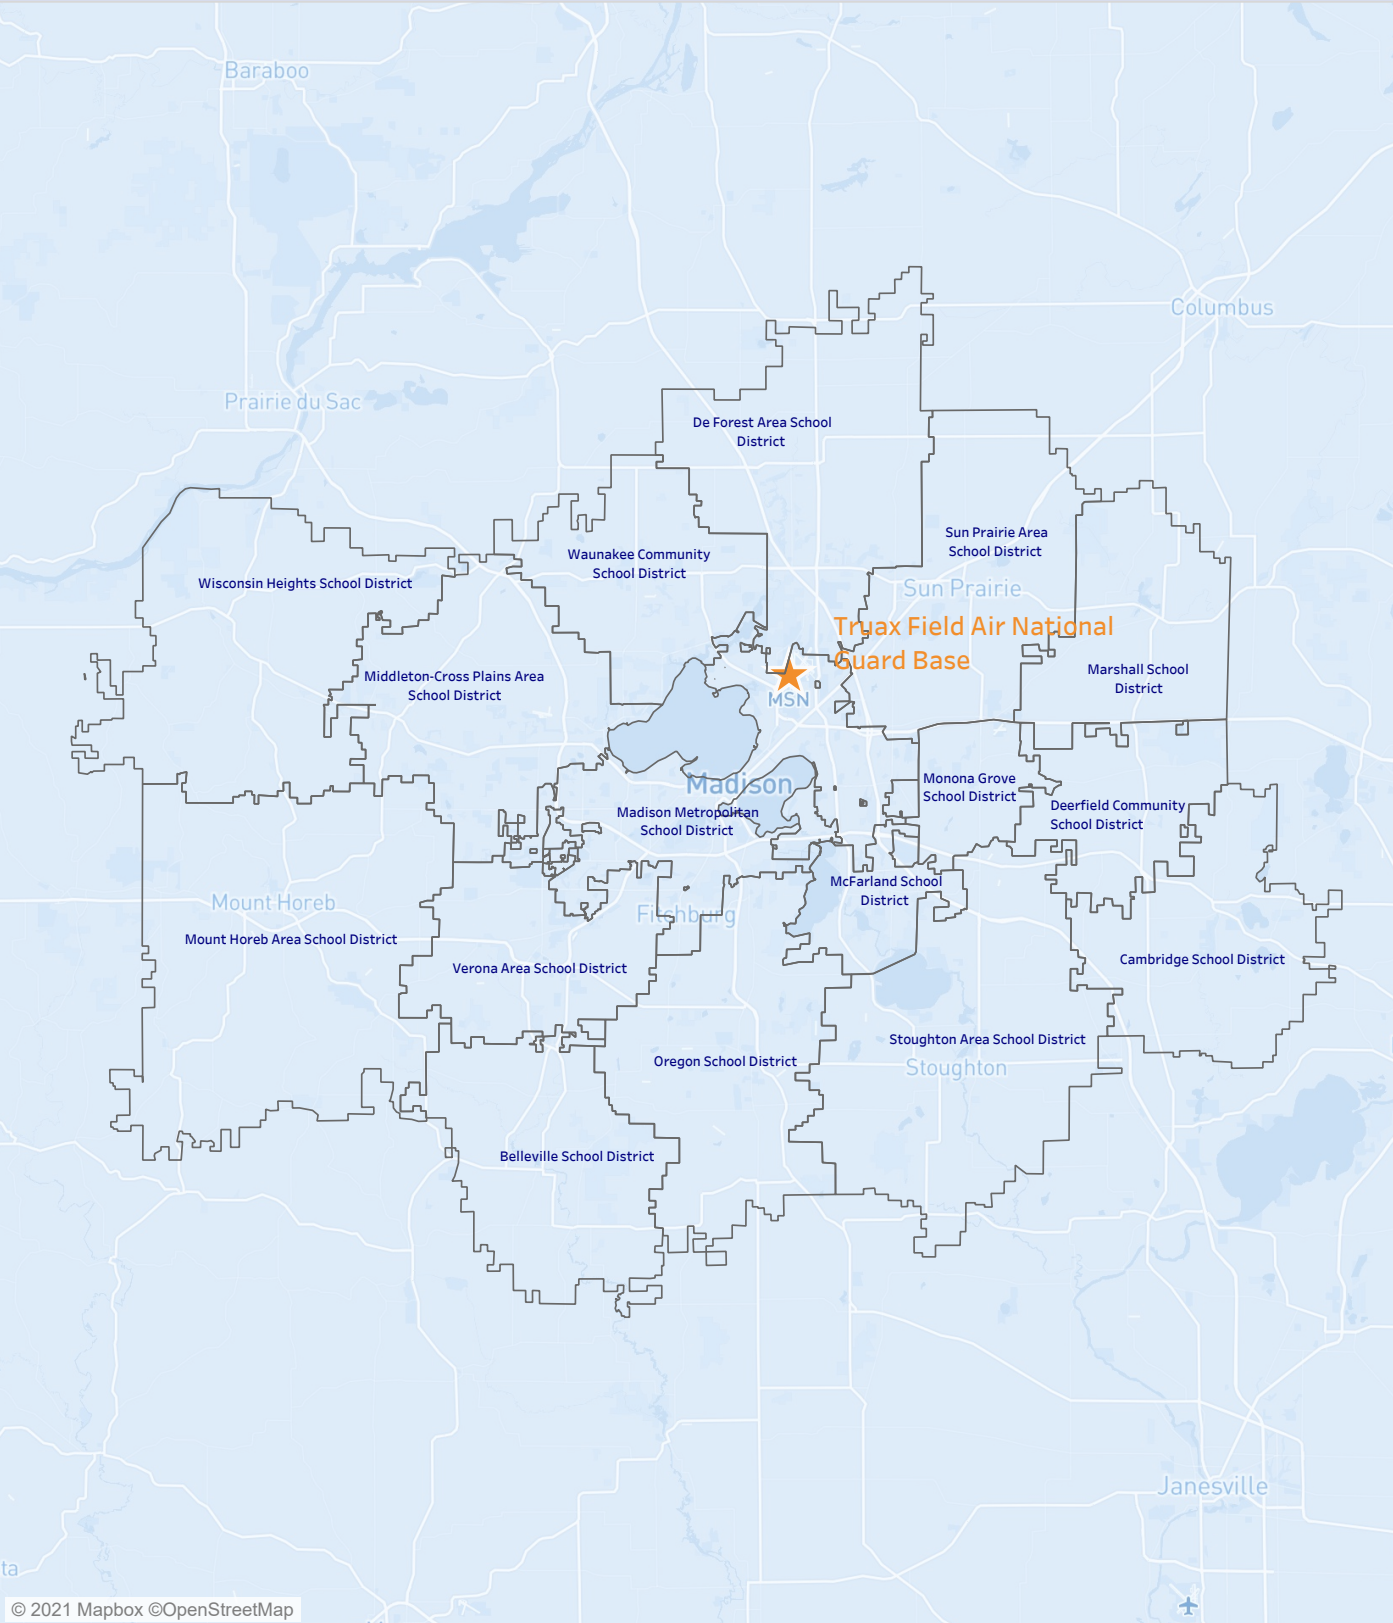 Baraboo
Columbus
Prairie du Sac
De Forest Area School
District
Sun Prairie Area
School District
Waunakee Community
School District
Wisconsin Heights School District
Sun Prairie
Truax Field Air National
Guard Base
Marshall School
District
Middleton-Cross Plains Area
School District
MSN
Madison
Monona Grove
School District
Deerfield Community
School District
Madison Metropolitan
School District
McFarland School
District
Mount Horeb
Fitchburg
Mount Horeb Area School District
Cambridge School District
Verona Area School District
Stoughton Area School District
Oregon School District
Stoughton
Belleville School District
Janesville
ta
© 2021 Mapbox ©OpenStreetMap